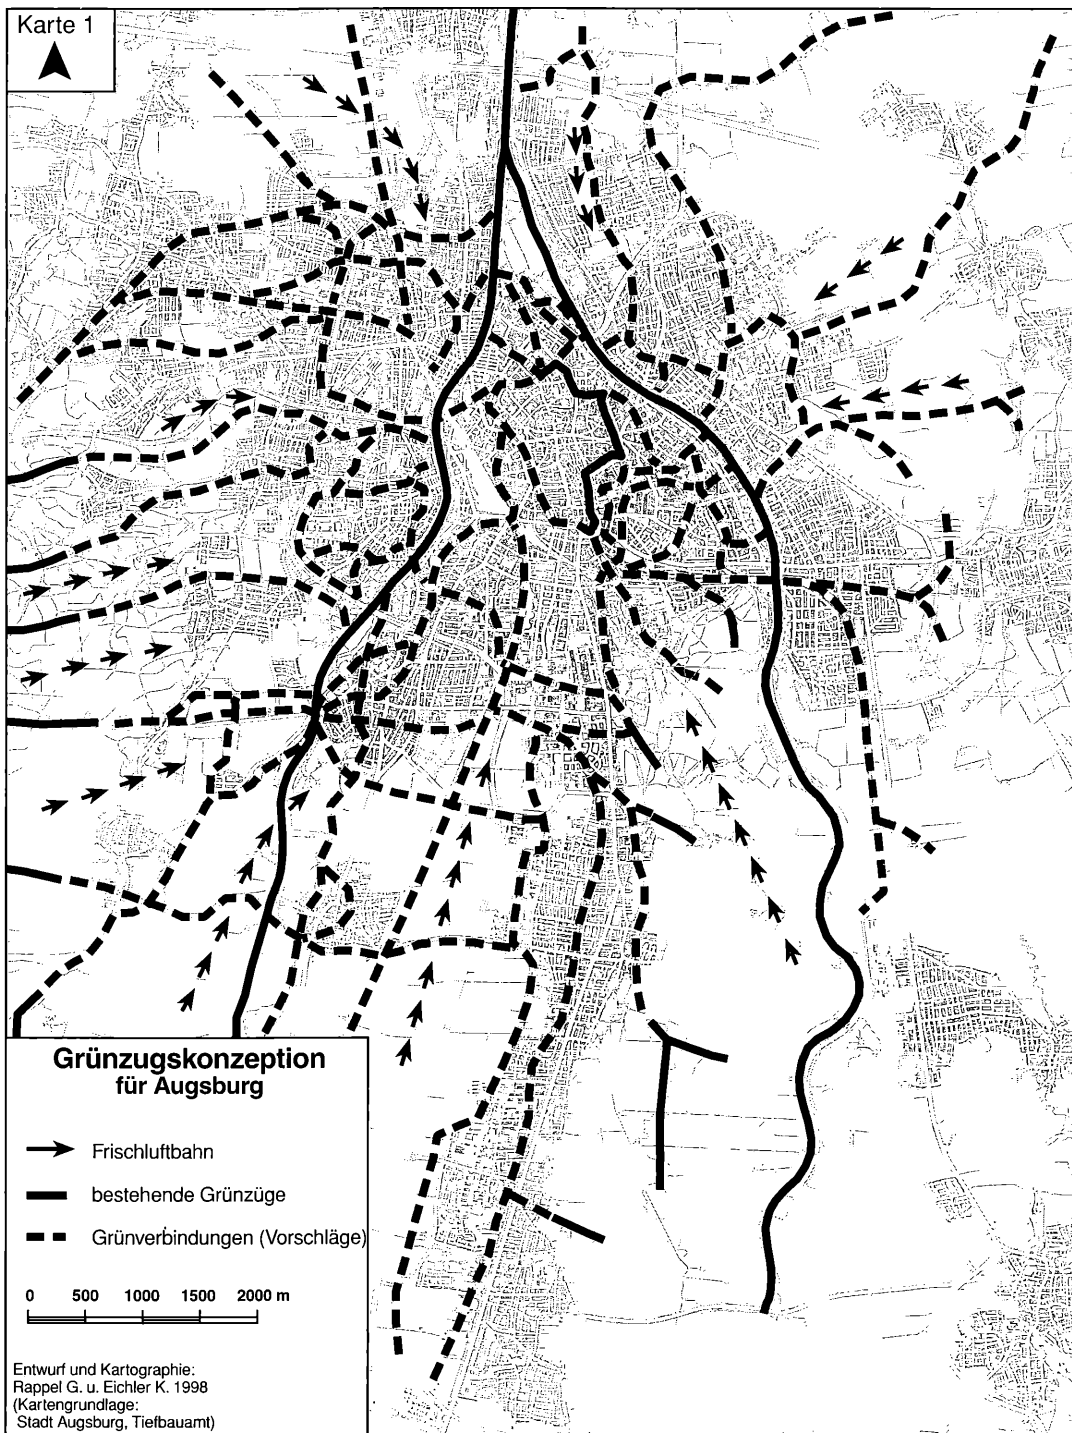 Karte 1
Grünzugskonzeption
für Augsburg
Frischluftbahn
bestehende Grünzüge
Grünverbindungen (Vorschläge)
0 500 1000 1500 2000 m
Entwurf und Kartographie:
Rappel G. u. Eichler K. 1998
(Kartengrundlage:
Stadt Augsburg, Tiefbauamt)